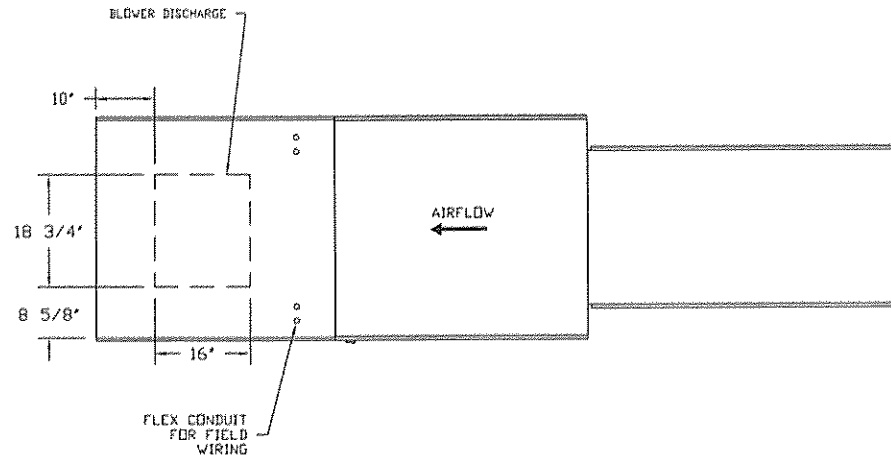 BLOWER DISCHARGE
10"
AIRFLOW
18 3/4"
8 5/8"
16"
FLEX CONDUIT
FOR FIELD
WIRING